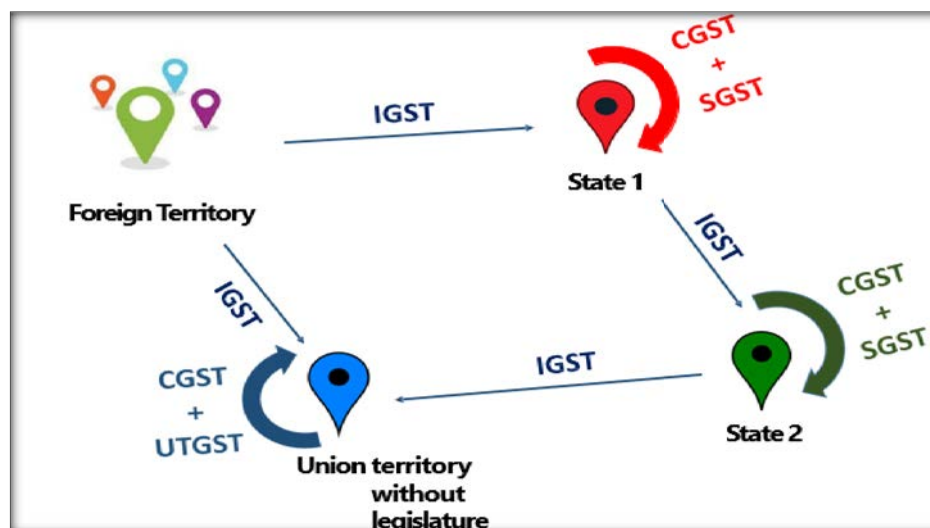 CGST
+
SGST
IGST
State 1
Foreign Territory
IGST
IGST
CGST
+
SGST
IGST
CGST
+
UTGST
State 2
Union territory
without
legislature